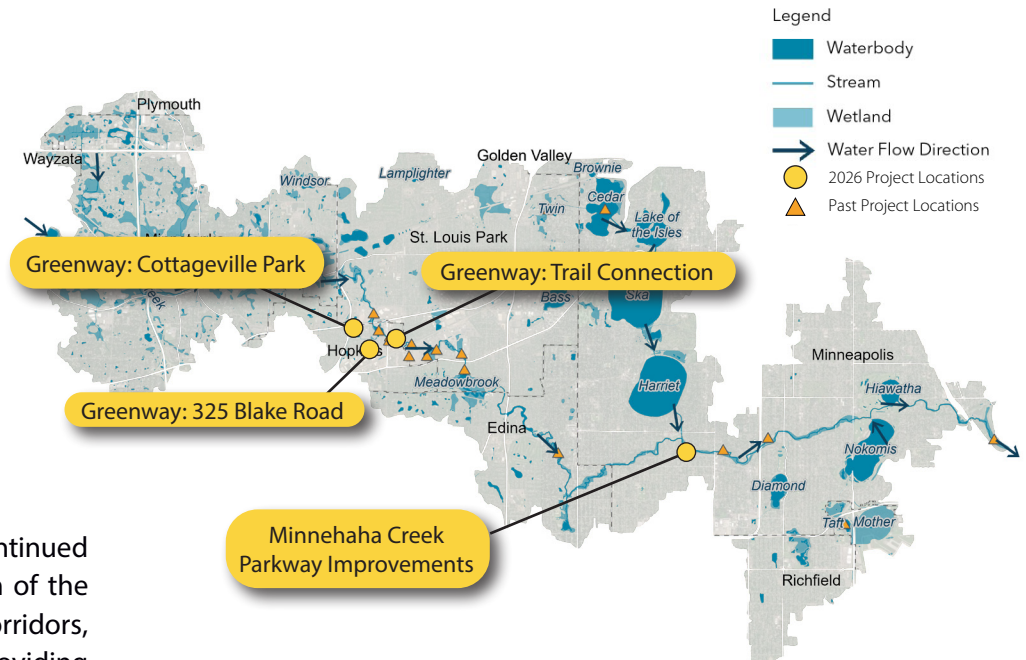 Legend
Waterbody
Stream
Wetland
Water Flow Direction
2026 Project Locations
Past Project Locations
Plymouth
Wayzata
Golden Valley
Windsor
Lamplighter
Brownie
Cedar
Twin
Lake of
the Isles
St. Louis Park
Greenway: Cottageville Park
Greenway: Trail Connection
Bass
Ska
Meadowbrook
Harriet
Minneapolis
Hiawatha
Greenway: 325 Blake Road
Edina
Nokomis
Diamond
Taft
Mother
Minnehaha Creek
Parkway Improvements
Richfield
ntinued
of the
orridors,
oviding